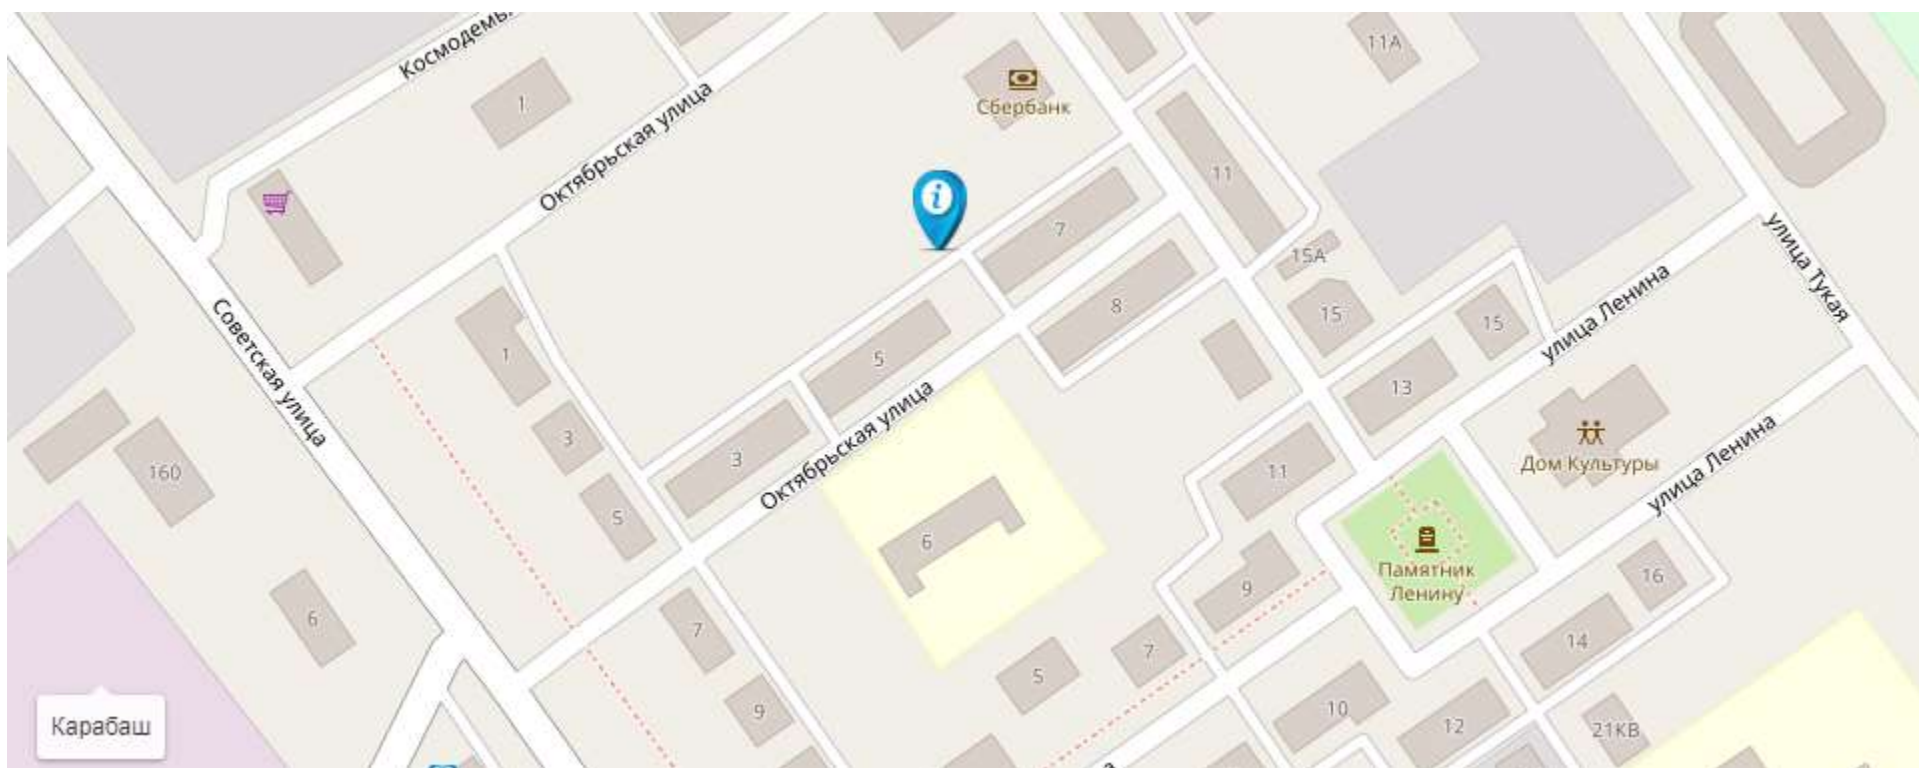 Космодемь
11А
1
Сбербанк
Октябрьская улица
11
7
15А
улица Тукая
Советская улица
8
15
15
улица Ленина
1
5
13
3
3
Октябрьская улица
11
Дом Культуры
улица Ленина
160
5
6
Памятник
Ленину
9
16
6
7
7
14
5
9
10
12
21КВ
Карабаш